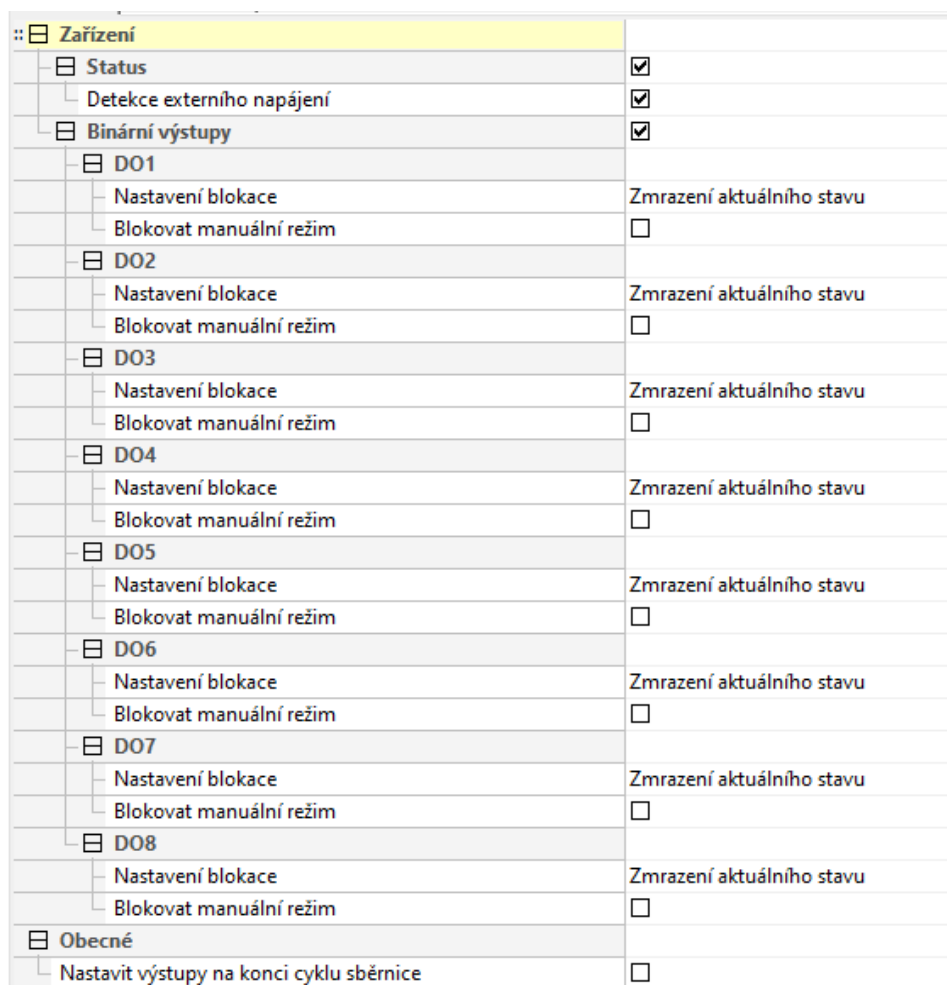 Zařízení
Status
Detekce externího napájení
Binární výstupy
DO1
Nastavení blokace Zmrazení aktuálního stavu
Blokovat manuální režim
DO2
Nastavení blokace Zmrazení aktuálního stavu
Blokovat manuální režim
DO3
Nastavení blokace Zmrazení aktuálního stavu
Blokovat manuální režim
DO4
Nastavení blokace Zmrazení aktuálního stavu
Blokovat manuální režim
DO5
Nastavení blokace Zmrazení aktuálního stavu
Blokovat manuální režim
DO6
Nastavení blokace Zmrazení aktuálního stavu
Blokovat manuální režim
DO7
Nastavení blokace Zmrazení aktuálního stavu
Blokovat manuální režim
DO8
Nastavení blokace Zmrazení aktuálního stavu
Blokovat manuální režim
Obecné
Nastavit výstupy na konci cyklu sběrnice